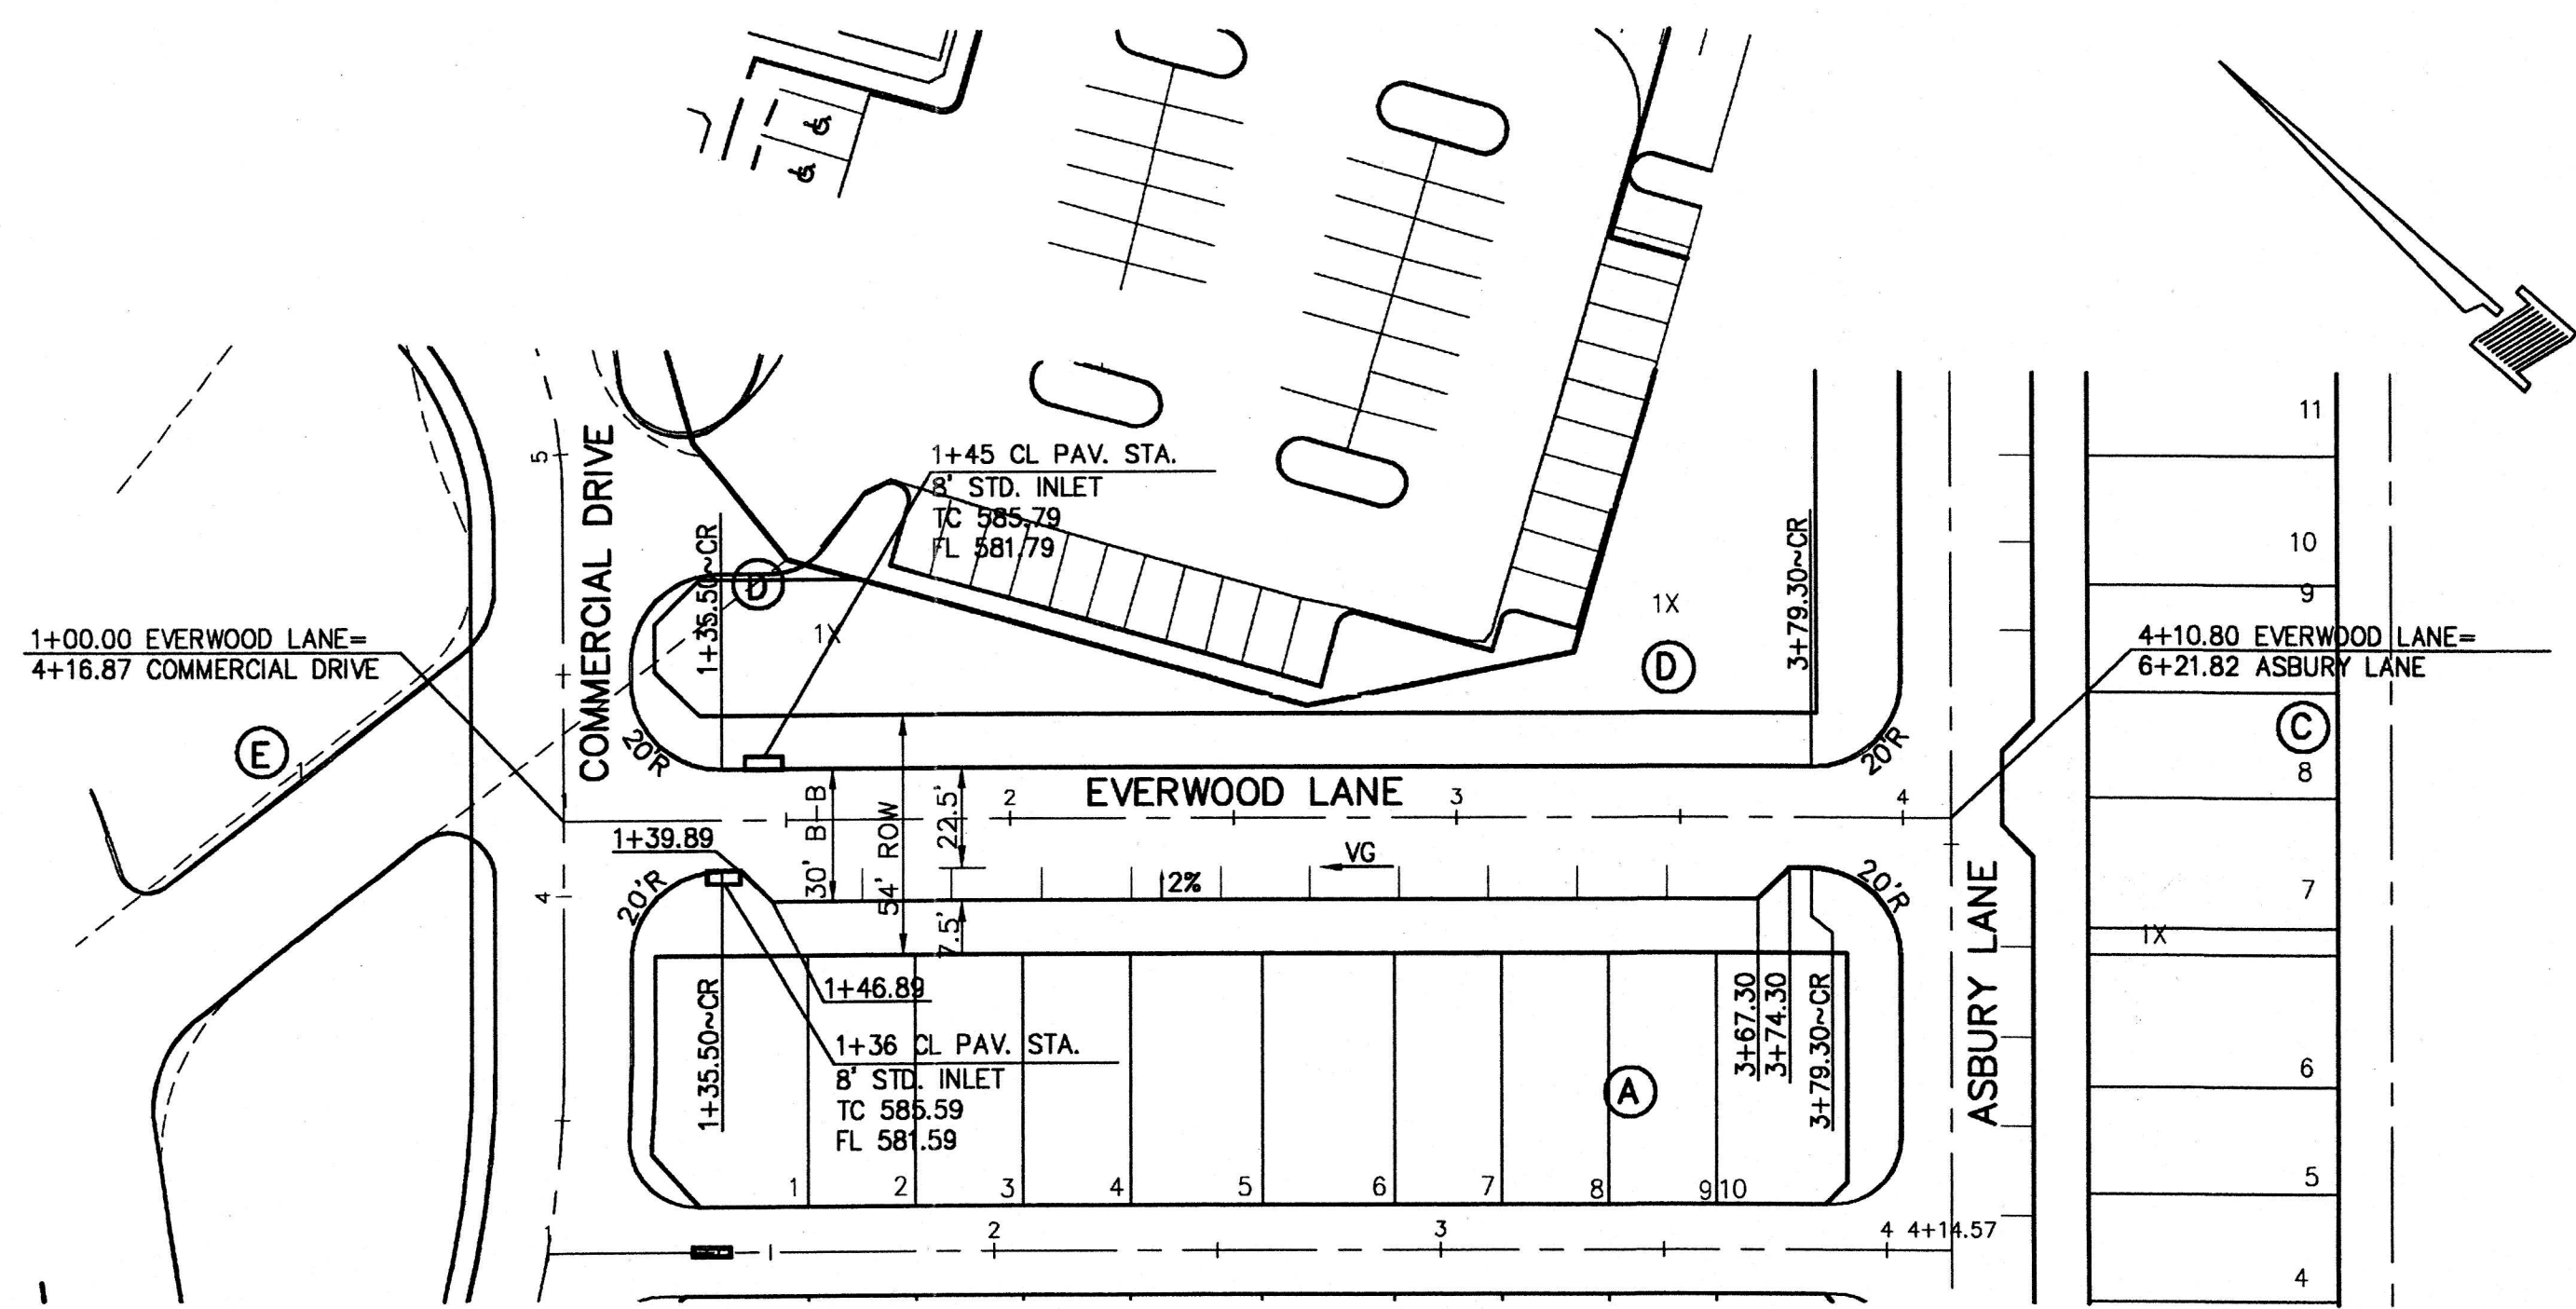 11
5
COMMERCIAL DRIVE
1+45 CL PAV. STA.
8' STD. INLET
TC 585.79
FL 581.79
1+35.50~CR
D
1X
1X
D
3+79.30~CR
10
9
1+00.00 EVERWOOD LANE=
4+16.87 COMMERCIAL DRIVE
4+10.80 EVERWOOD LANE=
6+21.82 ASBURY LANE
E
1
20'R
20'R
C
8
EVERWOOD LANE
2
3
4
1+39.89
30' B-B
54' ROW
22.5'
7.5'
VG
2%
20'R
20'R
4
7
1X
ASBURY LANE
1+46.89
1+35.50~CR
1+36 CL PAV. STA.
8' STD. INLET
TC 585.59
FL 581.59
A
3+67.30
3+74.30
3+79.30~CR
6
5
1
2
3
4
5
6
7
8
9
10
1
2
3
4
4+14.57
4